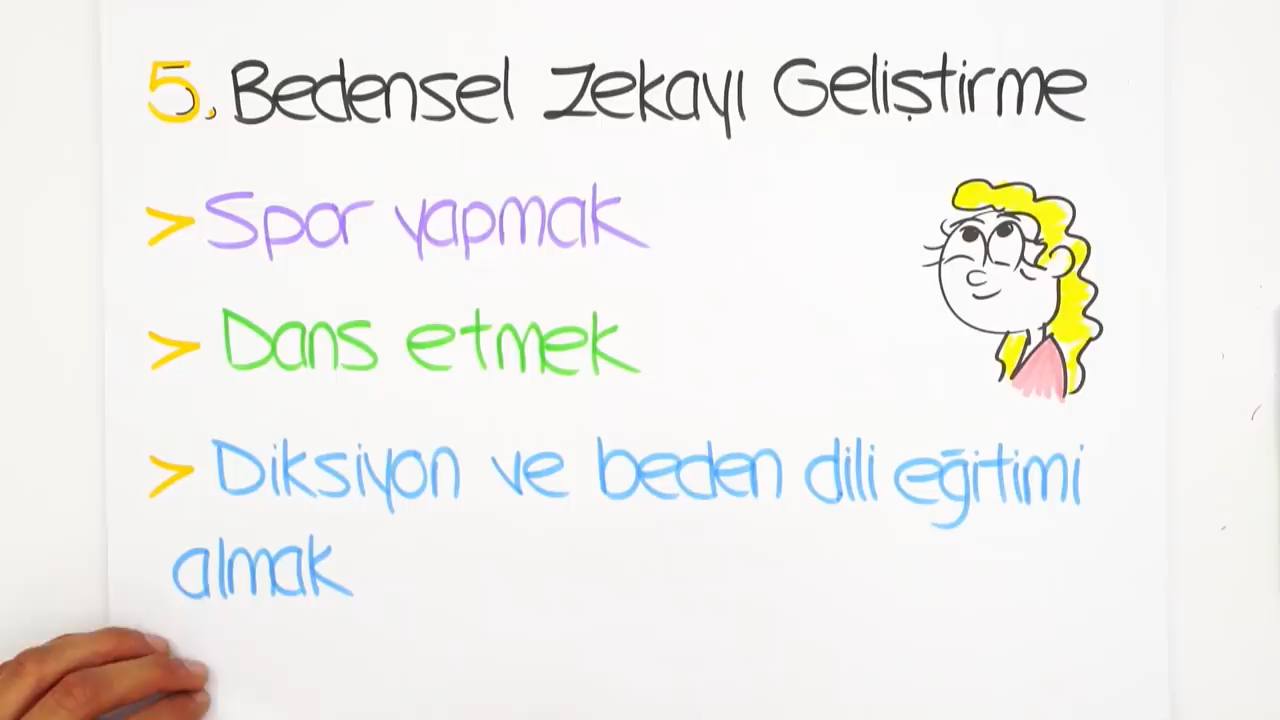 5. Bedensel Zekayı Geliştirme
> Spor yapmak
> Dans etmek
> Diksiyon ve beden dili eğitimi
almak